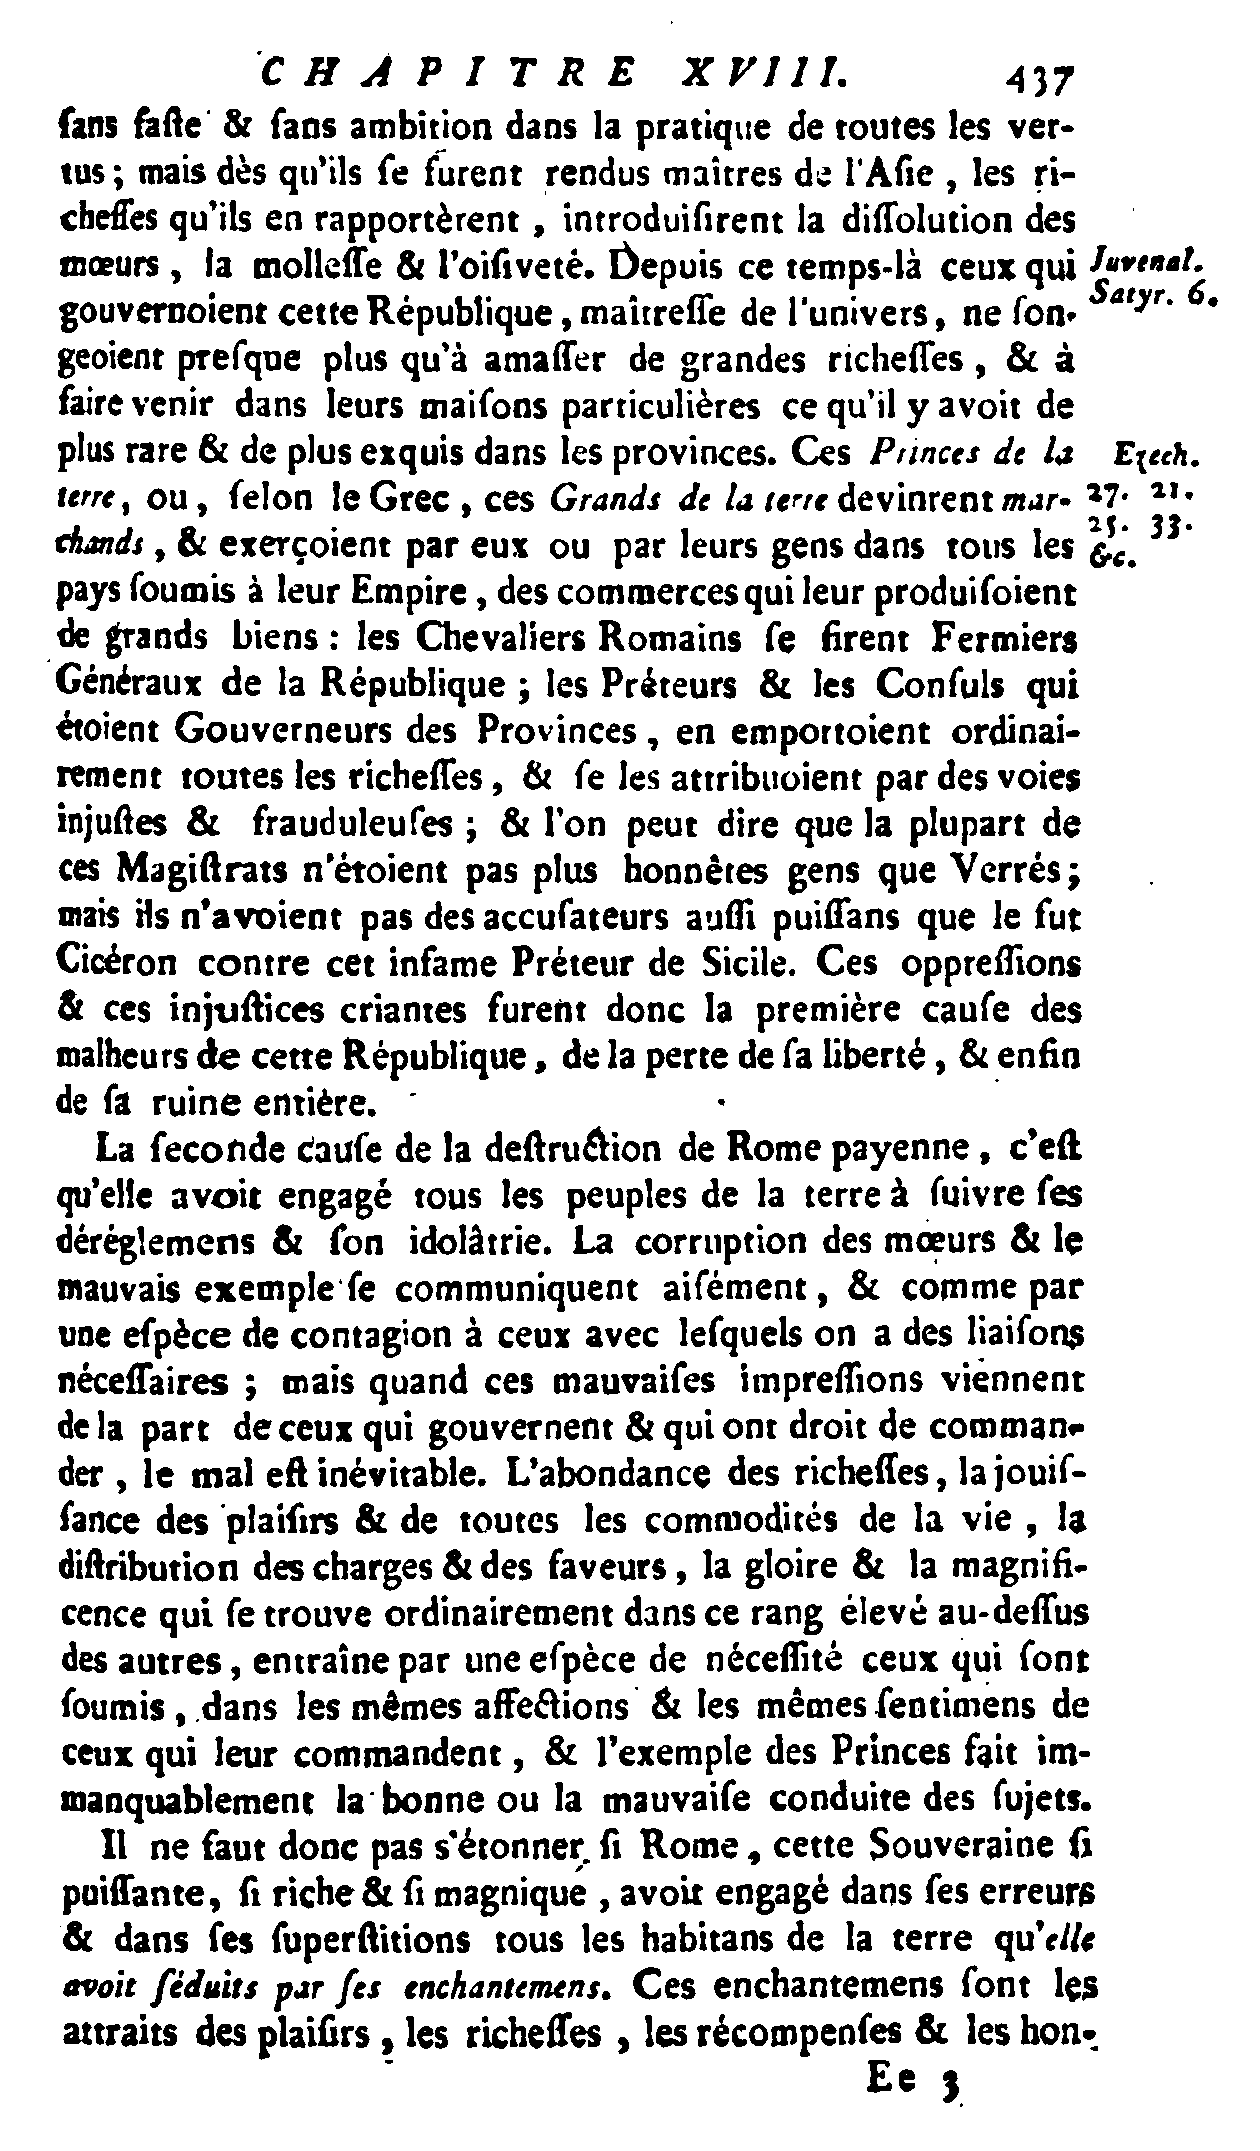 CHAPITRE XVIII. 437
ſans faſte & ſans ambition dans la pratique de toutes les ver-
tus ; mais dès qu'ils ſe furent rendus maîtres de l'Aſie , les ri-
cheſſes qu'ils en rapportèrent , introduiſirent la diſſolution des
mœurs , la molleſſe & l'oiſiveté. Depuis ce temps-là ceux qui
Juvenal.
gouvernoient cette République , maîtreſſe de l'univers, ne ſon-
Satyr. 6.
geoient preſque plus qu'à amaſſer de grandes richeſſes , & à
faire venir dans leurs maiſons particulières ce qu'il y avoit de
plus rare & de plus exquis dans les provinces. Ces Princes de la
Ezech.
terre, ou, ſelon le Grec , ces Grands de la terre devinrent mar-
27. 21.
chands , & exerçoient par eux ou par leurs gens dans tous les
25. 33.
&c.
pays ſoumis à leur Empire , des commerces qui leur produiſoient
de grands biens : les Chevaliers Romains ſe firent Fermiers
Généraux de la République ; les Préteurs & les Conſuls qui
étoient Gouverneurs des Provinces , en emportoient ordinai-
rement toutes les richeſſes , & ſe les attribuoient par des voies
injuſtes & frauduleuſes ; & l'on peut dire que la plupart de
ces Magiſtrats n'étoient pas plus honnêtes gens que Verrés ;
mais ils n'avoient pas des accuſateurs auſſi puiſſans que le fut
Cicéron contre cet infame Préteur de Sicile. Ces oppreſſions
& ces injuſtices criantes furent donc la première cauſe des
malheurs de cette République , de la perte de ſa liberté , & enfin
de ſa ruine entière.
La ſeconde cauſe de la deſtruction de Rome payenne , c'eſt
qu'elle avoit engagé tous les peuples de la terre à ſuivre ſes
déréglemens & ſon idolâtrie. La corruption des mœurs & le
mauvais exemple ſe communiquent aiſément , & comme par
une eſpèce de contagion à ceux avec leſquels on a des liaiſons
néceſſaires ; mais quand ces mauvaiſes impreſſions viennent
de la part de ceux qui gouvernent & qui ont droit de comman-
der , le mal eſt inévitable. L'abondance des richeſſes, la jouiſ-
ſance des plaiſirs & de toutes les commodités de la vie , la
diſtribution des charges & des faveurs , la gloire & la magnifi-
cence qui ſe trouve ordinairement dans ce rang élevé au-deſſus
des autres , entraîne par une eſpèce de néceſſité ceux qui ſont
ſoumis , dans les mêmes affections & les mêmes ſentimens de
ceux qui leur commandent , & l'exemple des Princes fait im-
manquablement la bonne ou la mauvaiſe conduite des ſujets.
Il ne faut donc pas s'étonner ſi Rome , cette Souveraine ſi
puiſſante, ſi riche & ſi magnique , avoit engagé dans ſes erreurs
& dans ſes ſuperſtitions tous les habitans de la terre qu'elle
avoit ſéduits par ſes enchantemens. Ces enchantemens ſont les
attraits des plaiſirs , les richeſſes , les récompenſes & les hon-
Ee 3